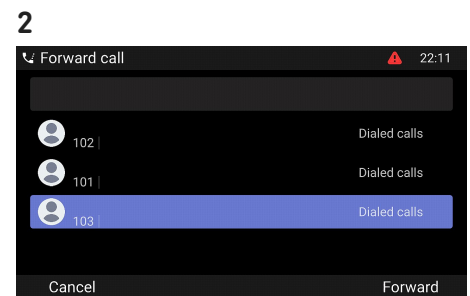 2
Forward call 22:11
102 | Dialed calls
101 | Dialed calls
103 | Dialed calls
Cancel Forward